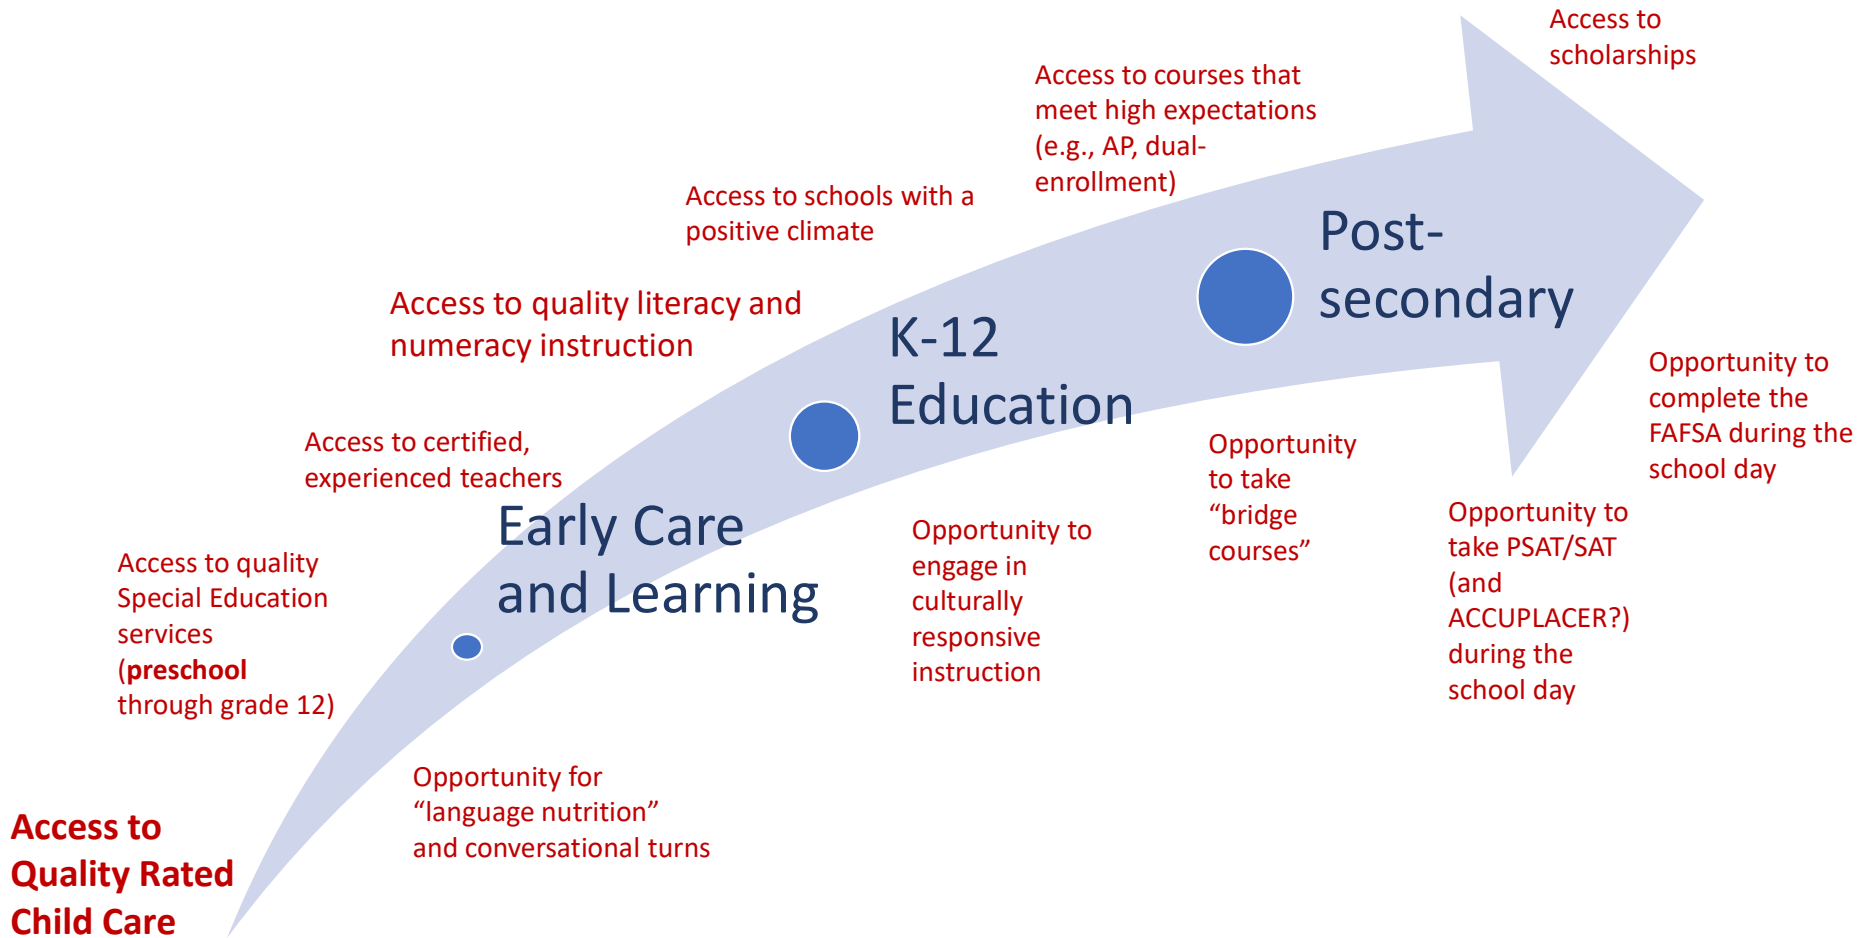 Access to
scholarships
Access to courses that
meet high expectations
(e.g., AP, dual-
enrollment)
Access to schools with a
positive climate
Post-
secondary
Access to quality literacy and
numeracy instruction
K-12
Education
Opportunity to
complete the
FAFSA during the
school day
Access to certified,
experienced teachers
Opportunity
to take
“bridge
courses”
Early Care
and Learning
Opportunity to
take PSAT/SAT
(and
ACCUPLACER?)
during the
school day
Opportunity to
engage in
culturally
responsive
instruction
Access to quality
Special Education
services
(preschool
through grade 12)
Opportunity for
“language nutrition”
and conversational turns
Access to
Quality Rated
Child Care